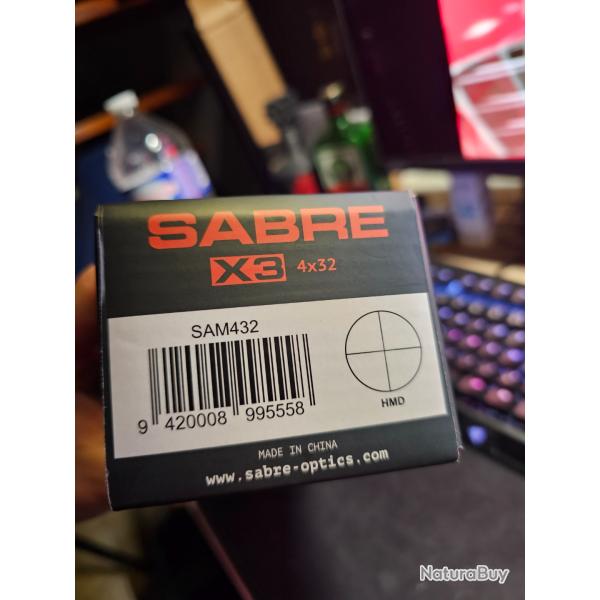 SABRE
X3 4x32
SAM432
9 420008 995558
HMD
MADE IN CHINA
www.sabre-optics.com
NaturaBuy